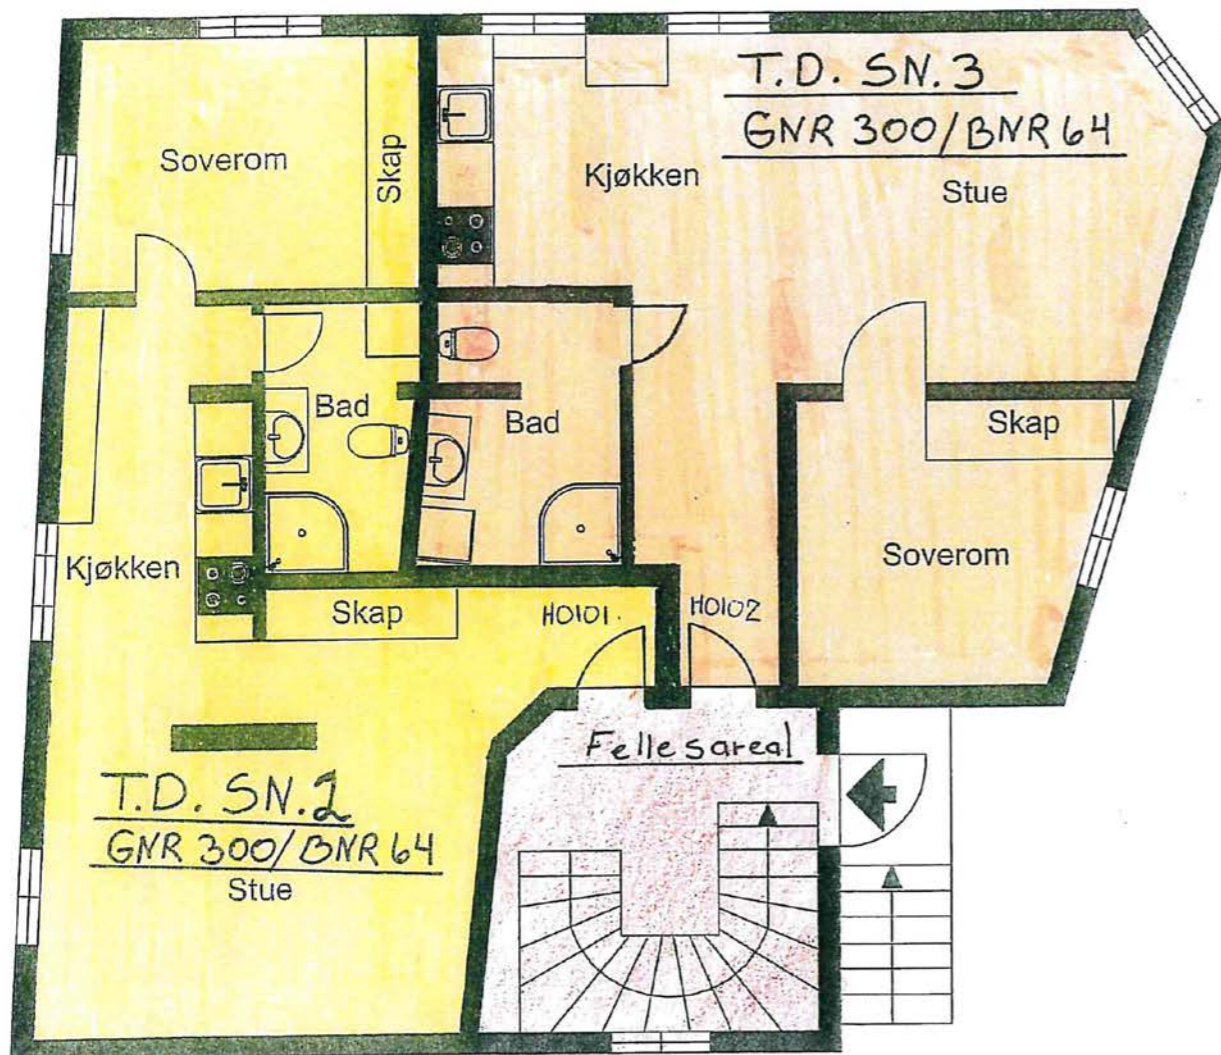 T.D. SN.3
GNR 300/BNR 64
Soverom
Skap
Kjøkken
Stue
Bad
Bad
Skap
Kjøkken
Soverom
Skap
H0101
H0102
Fellesareal
T.D. SN.2
GNR 300/BNR 64
Stue